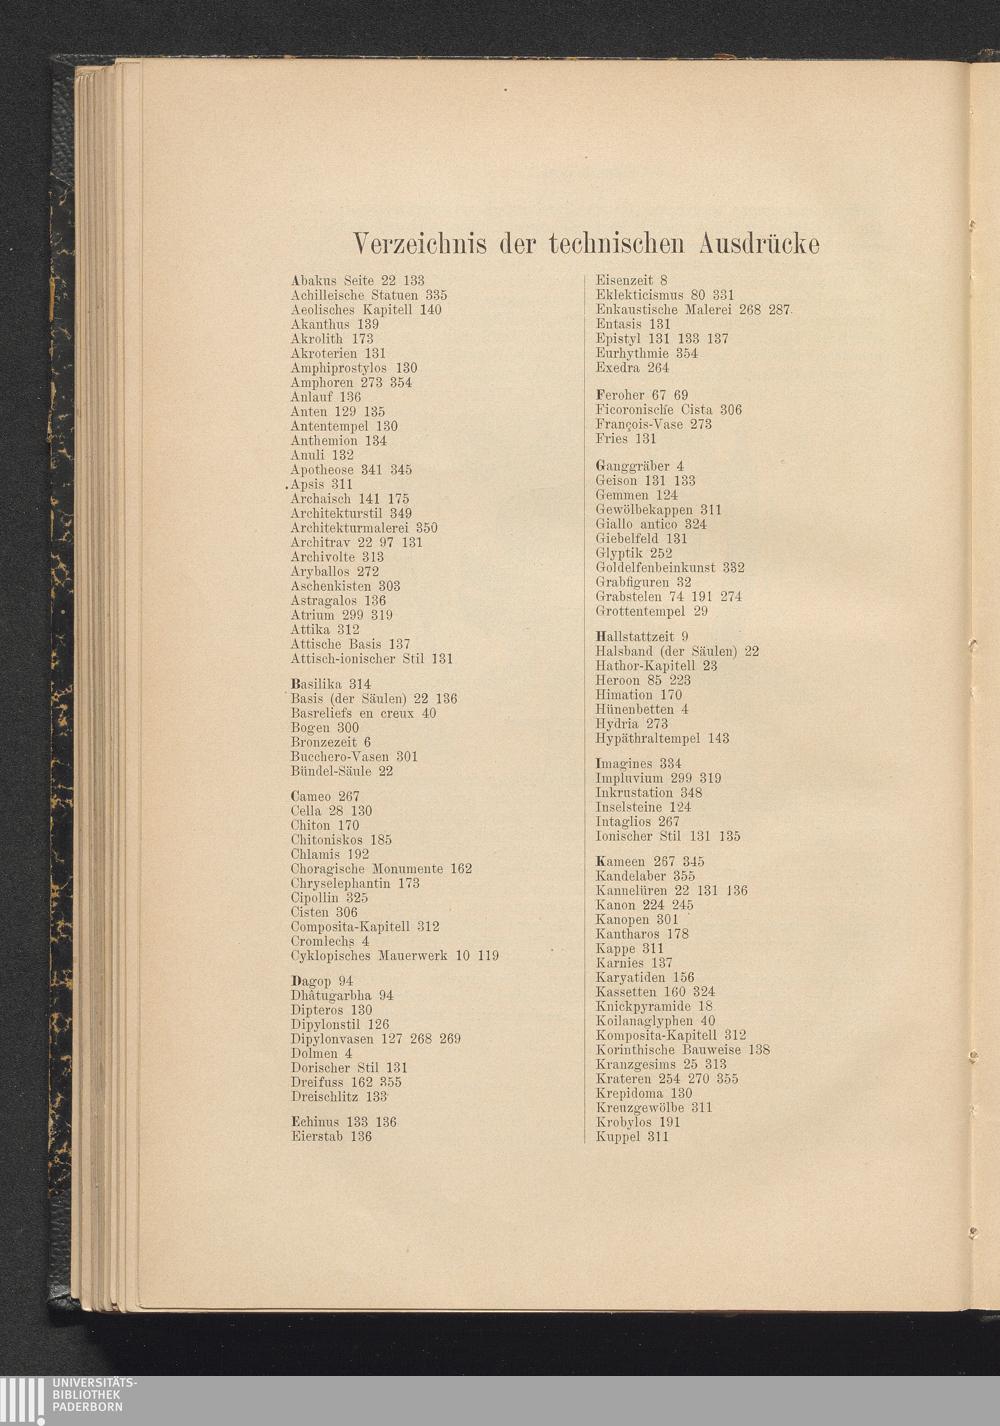 Verzeichnis der technischen Ausdrücke
Abakus Seite 22 133
Achilleische Statuen 335
Aeolisches Kapitell 140
Akanthus 139
Akrolith 173
Akroterien 131
Amphiprostylos 130
Amphoren 273 354
Anlauf 136
Anten 129 135
Antentempel 130
Anthemion 134
Anuli 132
Apotheose 341 345
Apsis 311
Archaisch 141 175
Architekturstil 349
Architekturmalerei 350
Architrav 22 97 131
Archivolte 313
Aryballos 272
Aschenkisten 303
Astragalos 136
Atrium 299 319
Attika 312
Attische Basis 137
Attisch-ionischer Stil 131
Basilika 314
Basis (der Säulen) 22 136
Basreliefs en creux 40
Bogen 300
Bronzezeit 6
Bucchero-Vasen 301
Bündel-Säule 22
Cameo 267
Cella 28 130
Chiton 170
Chitoniskos 185
Chlamis 192
Choragische Monumente 162
Chryselephantin 173
Cipollin 325
Cisten 306
Composita-Kapitell 312
Cromlechs 4
Cyklopisches Mauerwerk 10 119
Dagop 94
Dhâtugarbha 94
Dipteros 130
Dipylonstil 126
Dipylonvasen 127 268 269
Dolmen 4
Dorischer Stil 131
Dreifuss 162 355
Dreischlitz 133
Echinus 133 136
Eierstab 136
Eisenzeit 8
Eklekticismus 80 331
Enkaustische Malerei 268 287
Entasis 131
Epistyl 131 133 137
Eurhythmie 354
Exedra 264
Feroher 67 69
Ficoronische Cista 306
François-Vase 273
Fries 131
Ganggräber 4
Geison 131 133
Gemmen 124
Gewölbekappen 311
Giallo antico 324
Giebelfeld 131
Glyptik 252
Goldelfenbeinkunst 332
Grabfiguren 32
Grabstelen 74 191 274
Grottentempel 29
Hallstattzeit 9
Halsband (der Säulen) 22
Hathor-Kapitell 23
Heroon 85 223
Himation 170
Hünenbetten 4
Hydria 273
Hypäthraltempel 143
Imagines 334
Impluvium 299 319
Inkrustation 348
Inselsteine 124
Intaglios 267
Ionischer Stil 131 135
Kameen 267 345
Kandelaber 355
Kannelüren 22 131 136
Kanon 224 245
Kanopen 301
Kantharos 178
Kappe 311
Karnies 137
Karyatiden 156
Kassetten 160 324
Knickpyramide 18
Koilanaglyphen 40
Komposita-Kapitell 312
Korinthische Bauweise 138
Kranzgesims 25 313
Krateren 254 270 355
Krepidoma 130
Kreuzgewölbe 311
Krobylos 191
Kuppel 311
UNIVERSITÄTS-
BIBLIOTHEK
PADERBORN